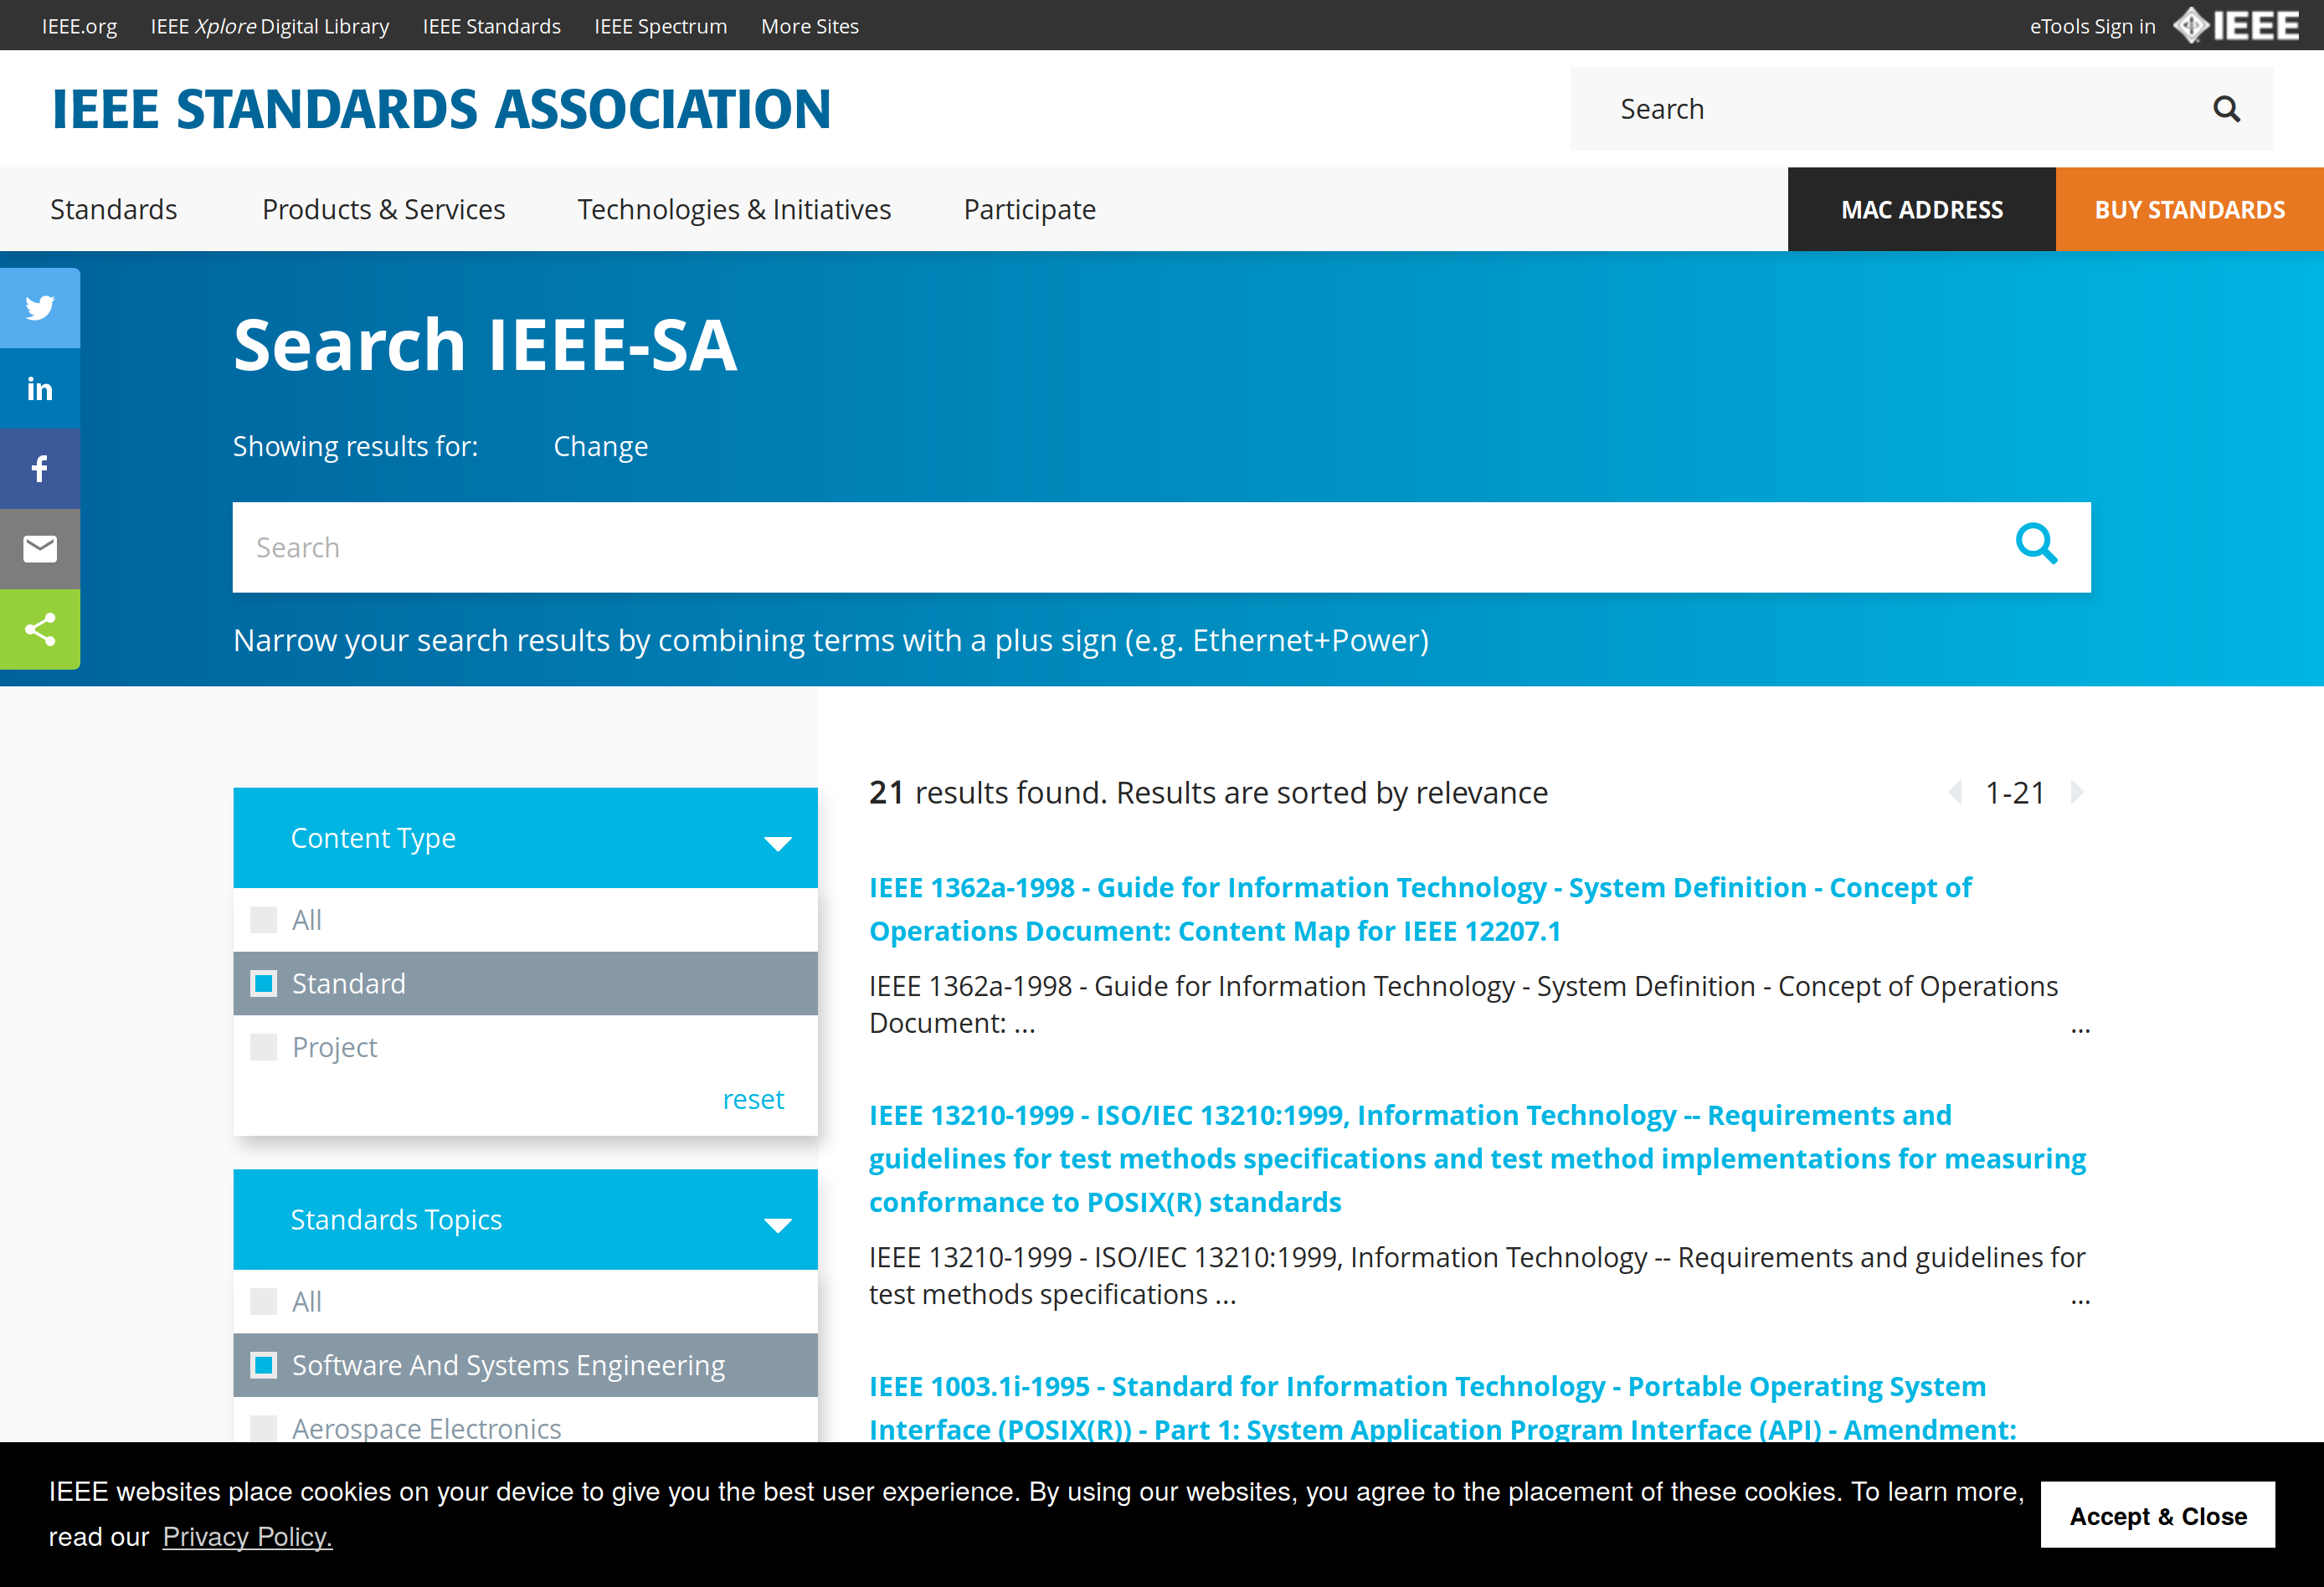 IEEE.org IEEE Xplore Digital Library IEEE Standards IEEE Spectrum More Sites eTools Sign in IEEE
IEEE STANDARDS ASSOCIATION
Search
Standards Products & Services Technologies & Initiatives Participate MAC ADDRESS BUY STANDARDS
Search IEEE-SA
in
f
Showing results for: Change
Search
Narrow your search results by combining terms with a plus sign (e.g. Ethernet+Power)
Content Type
All
Standard
Project
reset
Standards Topics
All
Software And Systems Engineering
Aerospace Electronics
21 results found. Results are sorted by relevance 1-21
IEEE 1362a-1998 - Guide for Information Technology - System Definition - Concept of
Operations Document: Content Map for IEEE 12207.1
IEEE 1362a-1998 - Guide for Information Technology - System Definition - Concept of Operations
Document: ... ...
IEEE 13210-1999 - ISO/IEC 13210:1999, Information Technology -- Requirements and
guidelines for test methods specifications and test method implementations for measuring
conformance to POSIX(R) standards
IEEE 13210-1999 - ISO/IEC 13210:1999, Information Technology -- Requirements and guidelines for
test methods specifications ... ...
IEEE 1003.1i-1995 - Standard for Information Technology - Portable Operating System
Interface (POSIX(R)) - Part 1: System Application Program Interface (API) - Amendment:
IEEE websites place cookies on your device to give you the best user experience. By using our websites, you agree to the placement of these cookies. To learn more,
read our Privacy Policy.
Accept & Close